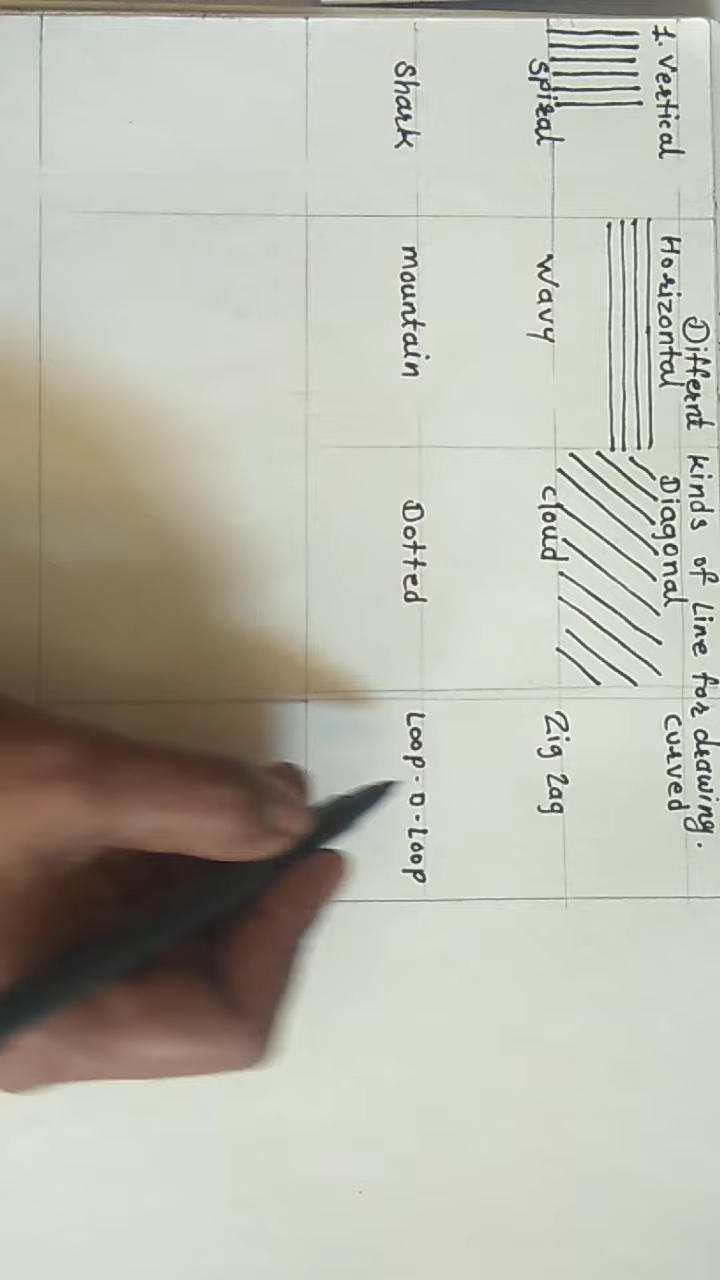 Differnt kinds of Line for drawing.
1. Vertical Horizontal Diagonal Curved
Spiral Wavy Cloud Zig Zag
Shark Mountain Dotted Loop-D-Loop